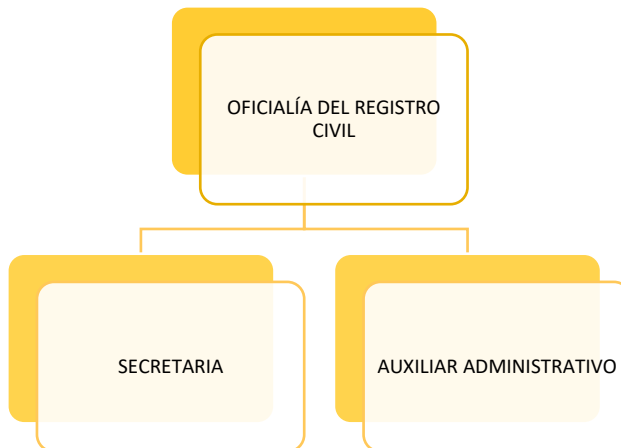 OFICIALÍA DEL REGISTRO
CIVIL
SECRETARIA
AUXILIAR ADMINISTRATIVO